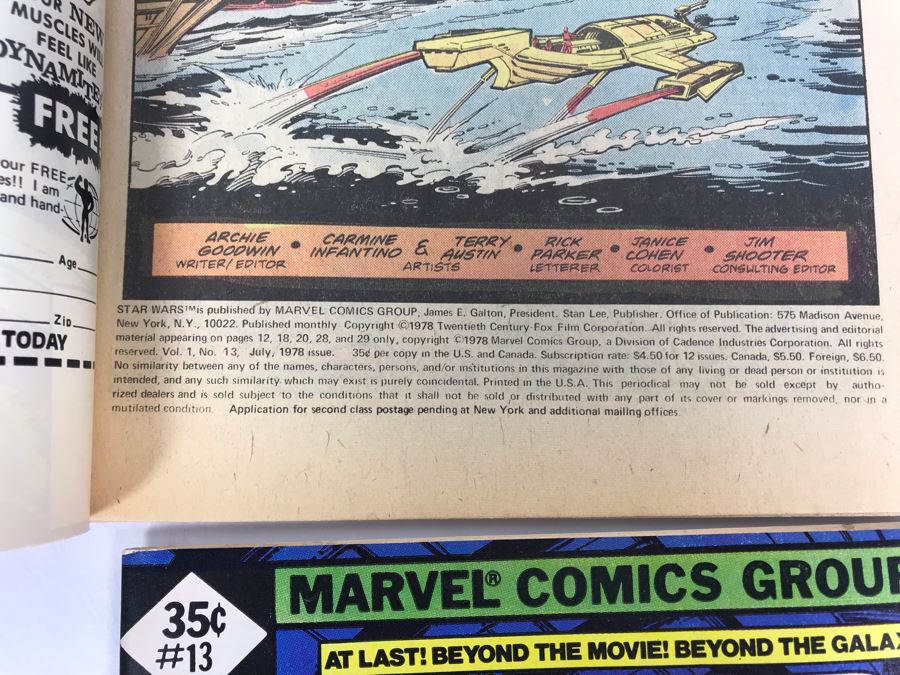 UR NEW
MUSCLES W
FEEL LIKE
DYNAMITE
FREE
our FREE
es!! I am
and hand-
Age
Zip
TODAY
ARCHIE GOODWIN
WRITER/EDITOR
CARMINE INFANTINO & TERRY AUSTIN
ARTISTS
RICK PARKER
LETTERER
JANICE COHEN
COLORIST
JIM SHOOTER
CONSULTING EDITOR
STAR WARS™ is published by MARVEL COMICS GROUP, James E. Galton, President. Stan Lee, Publisher. Office of Publication: 575 Madison Avenue,
New York, N.Y., 10022. Published monthly Copyright ©1978 Twentieth Century-Fox Film Corporation. All rights reserved. The advertising and editorial
material appearing on pages 12, 18, 20, 28, and 29 only, copyright ©1978 Marvel Comics Group, a Division of Cadence Industries Corporation. All rights
reserved. Vol. 1, No. 13, July, 1978 issue. 35¢ per copy in the U.S. and Canada. Subscription rate: $4.50 for 12 issues. Canada, $5.50. Foreign, $6.50.
No similarity between any of the names, characters, persons, and/or institutions in this magazine with those of any living or dead person or institution is
intended, and any such similarity which may exist is purely coincidental. Printed in the U.S.A. This periodical may not be sold except by autho-
rized dealers and is sold subject to the conditions that it shall not be sold or distributed with any part of its cover or markings removed, nor in a
mutilated condition. Application for second class postage pending at New York and additional mailing offices.
MARVEL® COMICS GROUP
35¢
#13
AT LAST! BEYOND THE MOVIE! BEYOND THE GALAX